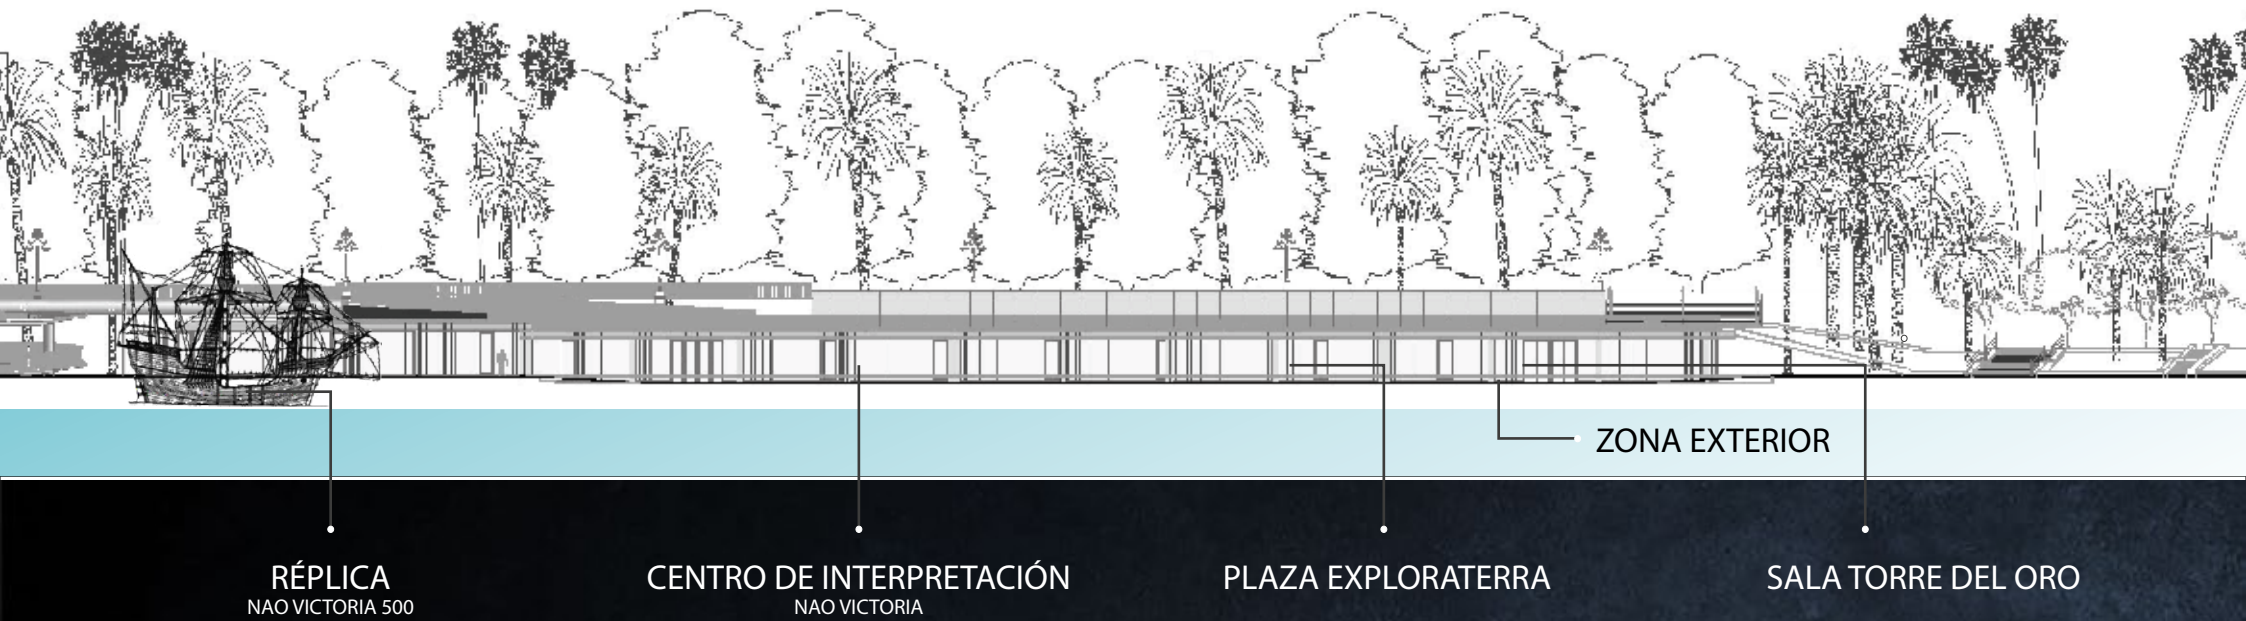 ZONA EXTERIOR
RÉPLICA
NAO VICTORIA 500
CENTRO DE INTERPRETACIÓN
NAO VICTORIA
PLAZA EXPLORATERRA
SALA TORRE DEL ORO